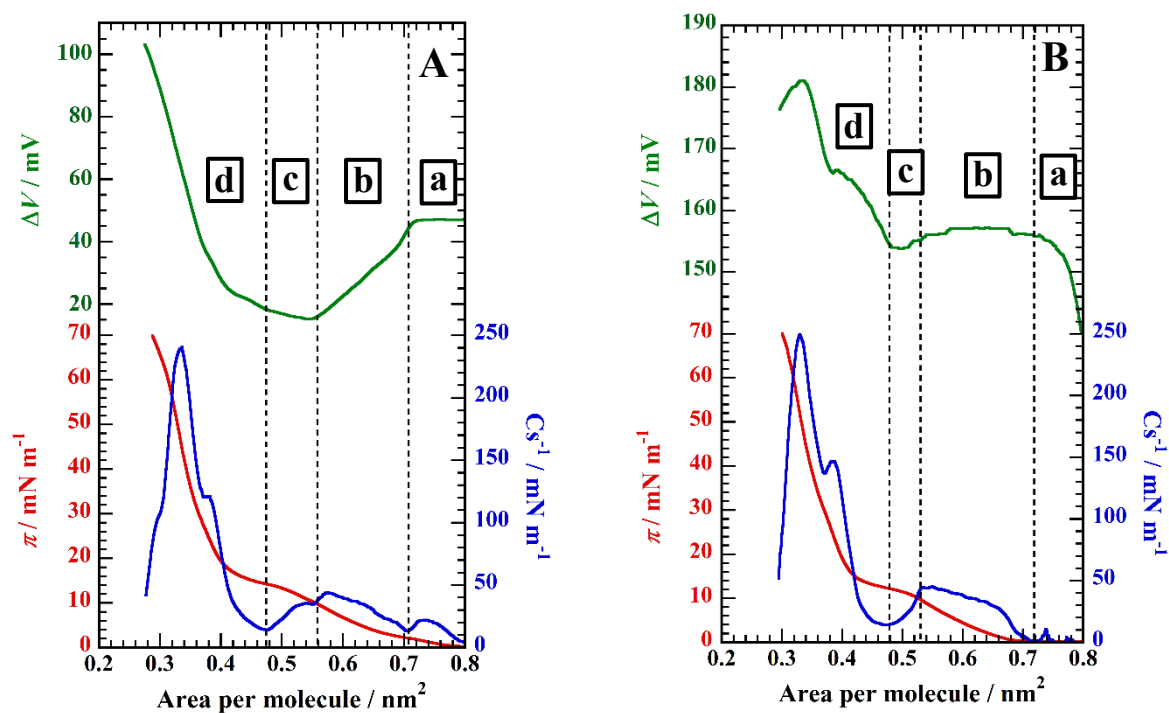 A
100
80
60
40
20
ΔV / mV
d
c
b
a
70
60
50
40
30
20
10
0
π / mN m⁻¹
250
200
150
100
50
0
Cs⁻¹ / mN m⁻¹
0.2 0.3 0.4 0.5 0.6 0.7 0.8
Area per molecule / nm²
B
190
180
170
160
150
ΔV / mV
d
c
b
a
70
60
50
40
30
20
10
0
π / mN m⁻¹
250
200
150
100
50
0
Cs⁻¹ / mN m⁻¹
0.2 0.3 0.4 0.5 0.6 0.7 0.8
Area per molecule / nm²